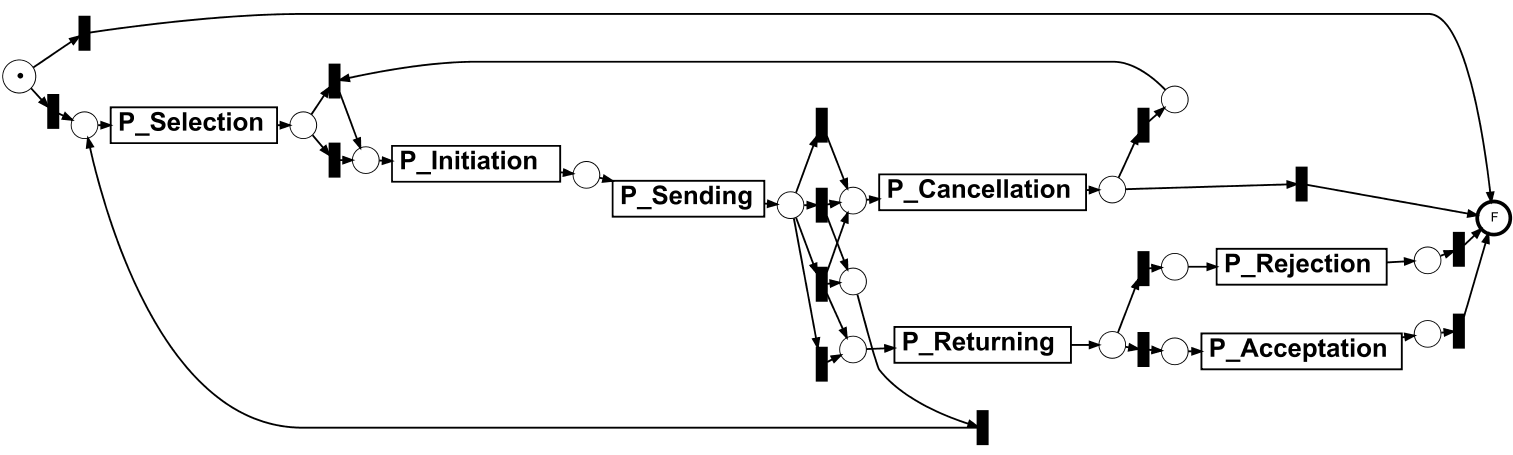 P_Selection
P_Initiation
P_Sending
P_Cancellation
F
P_Rejection
P_Returning
P_Acceptation